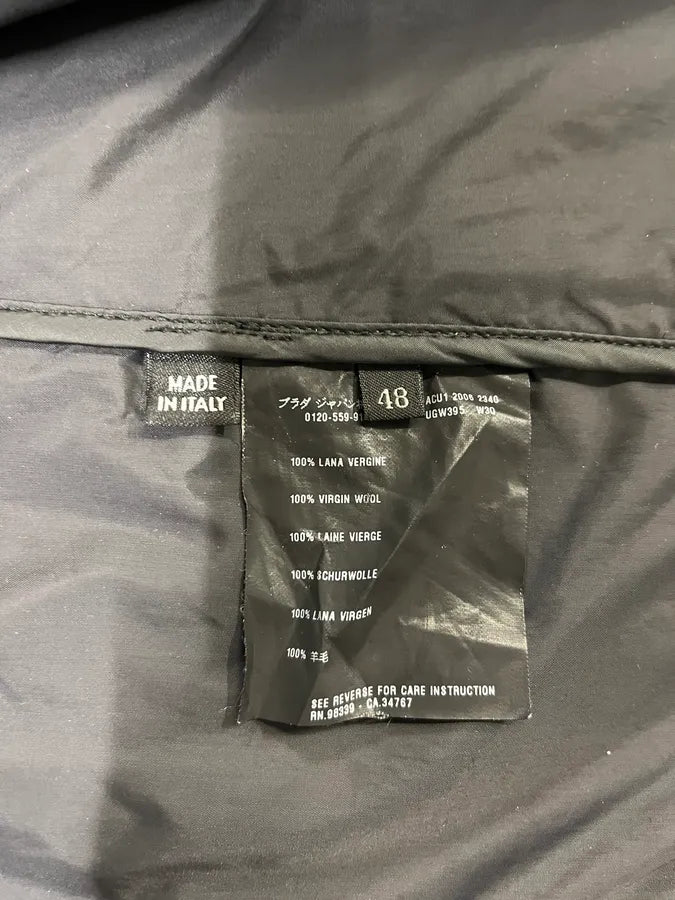 MADE
IN ITALY
プラダ ジャパン
48
ACU1 2006 2340
0120-559-9
UGW395 W30
100% LANA VERGINE
100% VIRGIN WOOL
100% LAINE VIERGE
100% SCHURWOLLE
100% LANA VIRGEN
100% 羊毛
SEE REVERSE FOR CARE INSTRUCTION
RN.98339 - CA.34767